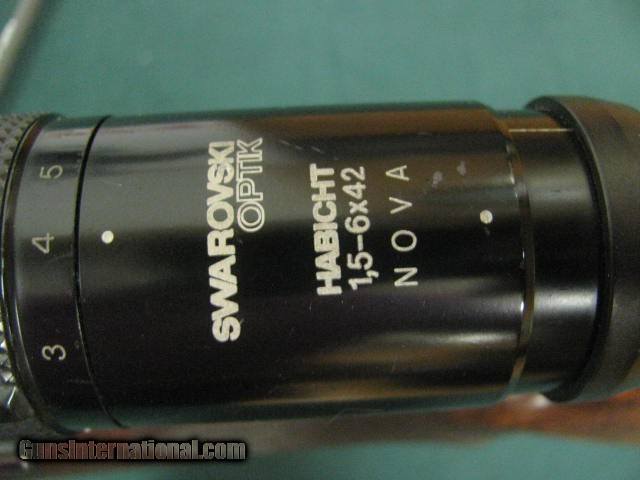 SWAROVSKI
OPTIK
HABICHT
1,5-6x42
NOVA
5
4
3
GunsInternational.com